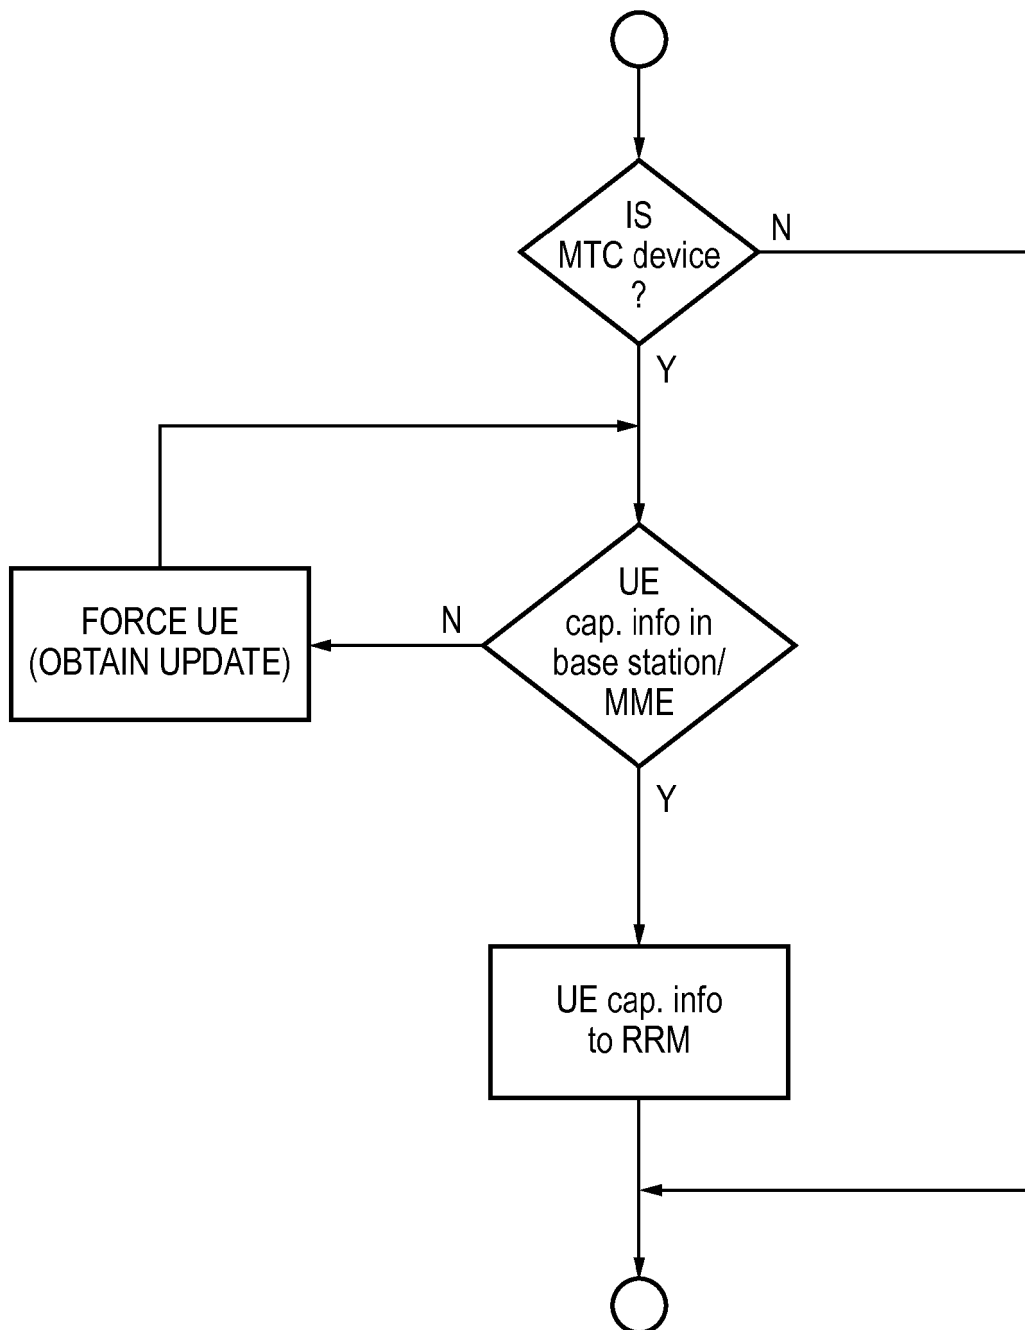 IS
MTC device
?
N
Y
UE
cap. info in
base station/
MME
N
FORCE UE
(OBTAIN UPDATE)
Y
UE cap. info
to RRM